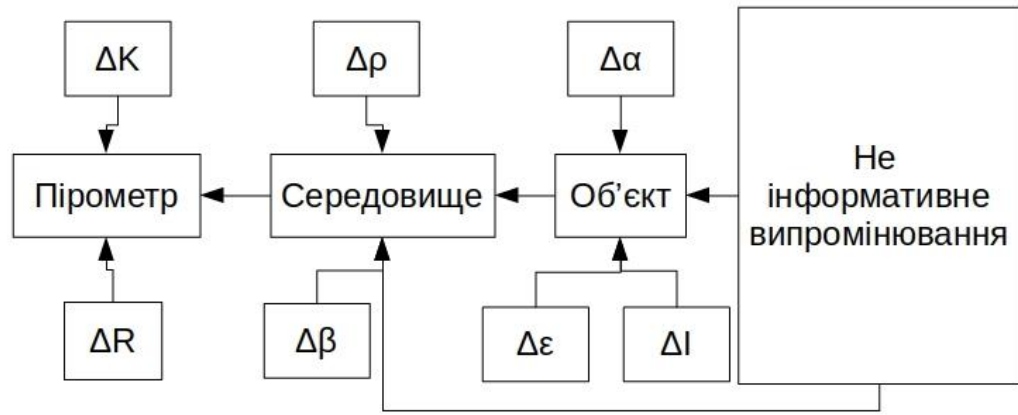 ΔK
Δρ
Δα
Пірометр
Середовище
Об’єкт
Не
інформативне
випромінювання
ΔR
Δβ
Δε
ΔI